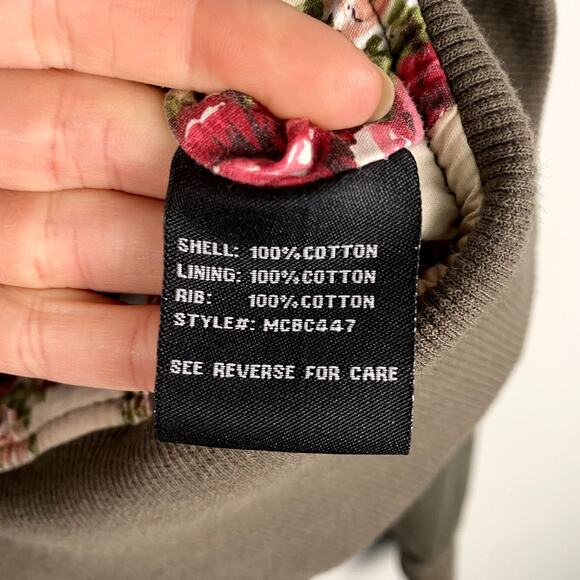 SHELL: 100%COTTON
LINING: 100%COTTON
RIB: 100%COTTON
STYLE#: MCBC447
SEE REVERSE FOR CARE